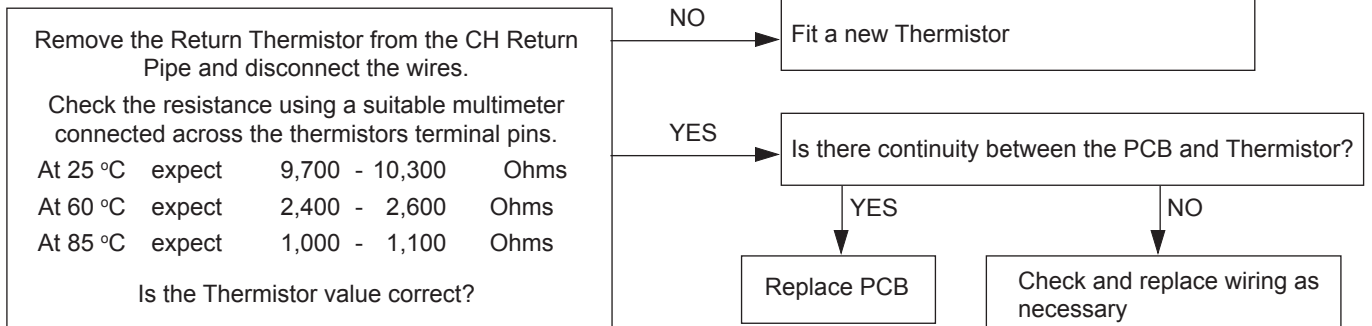 Remove the Return Thermistor from the CH Return
Pipe and disconnect the wires.
Check the resistance using a suitable multimeter
connected across the thermistors terminal pins.
At 25 °C expect 9,700 - 10,300 Ohms
At 60 °C expect 2,400 - 2,600 Ohms
At 85 °C expect 1,000 - 1,100 Ohms
Is the Thermistor value correct?
NO
Fit a new Thermistor
YES
Is there continuity between the PCB and Thermistor?
YES
NO
Replace PCB
Check and replace wiring as
necessary